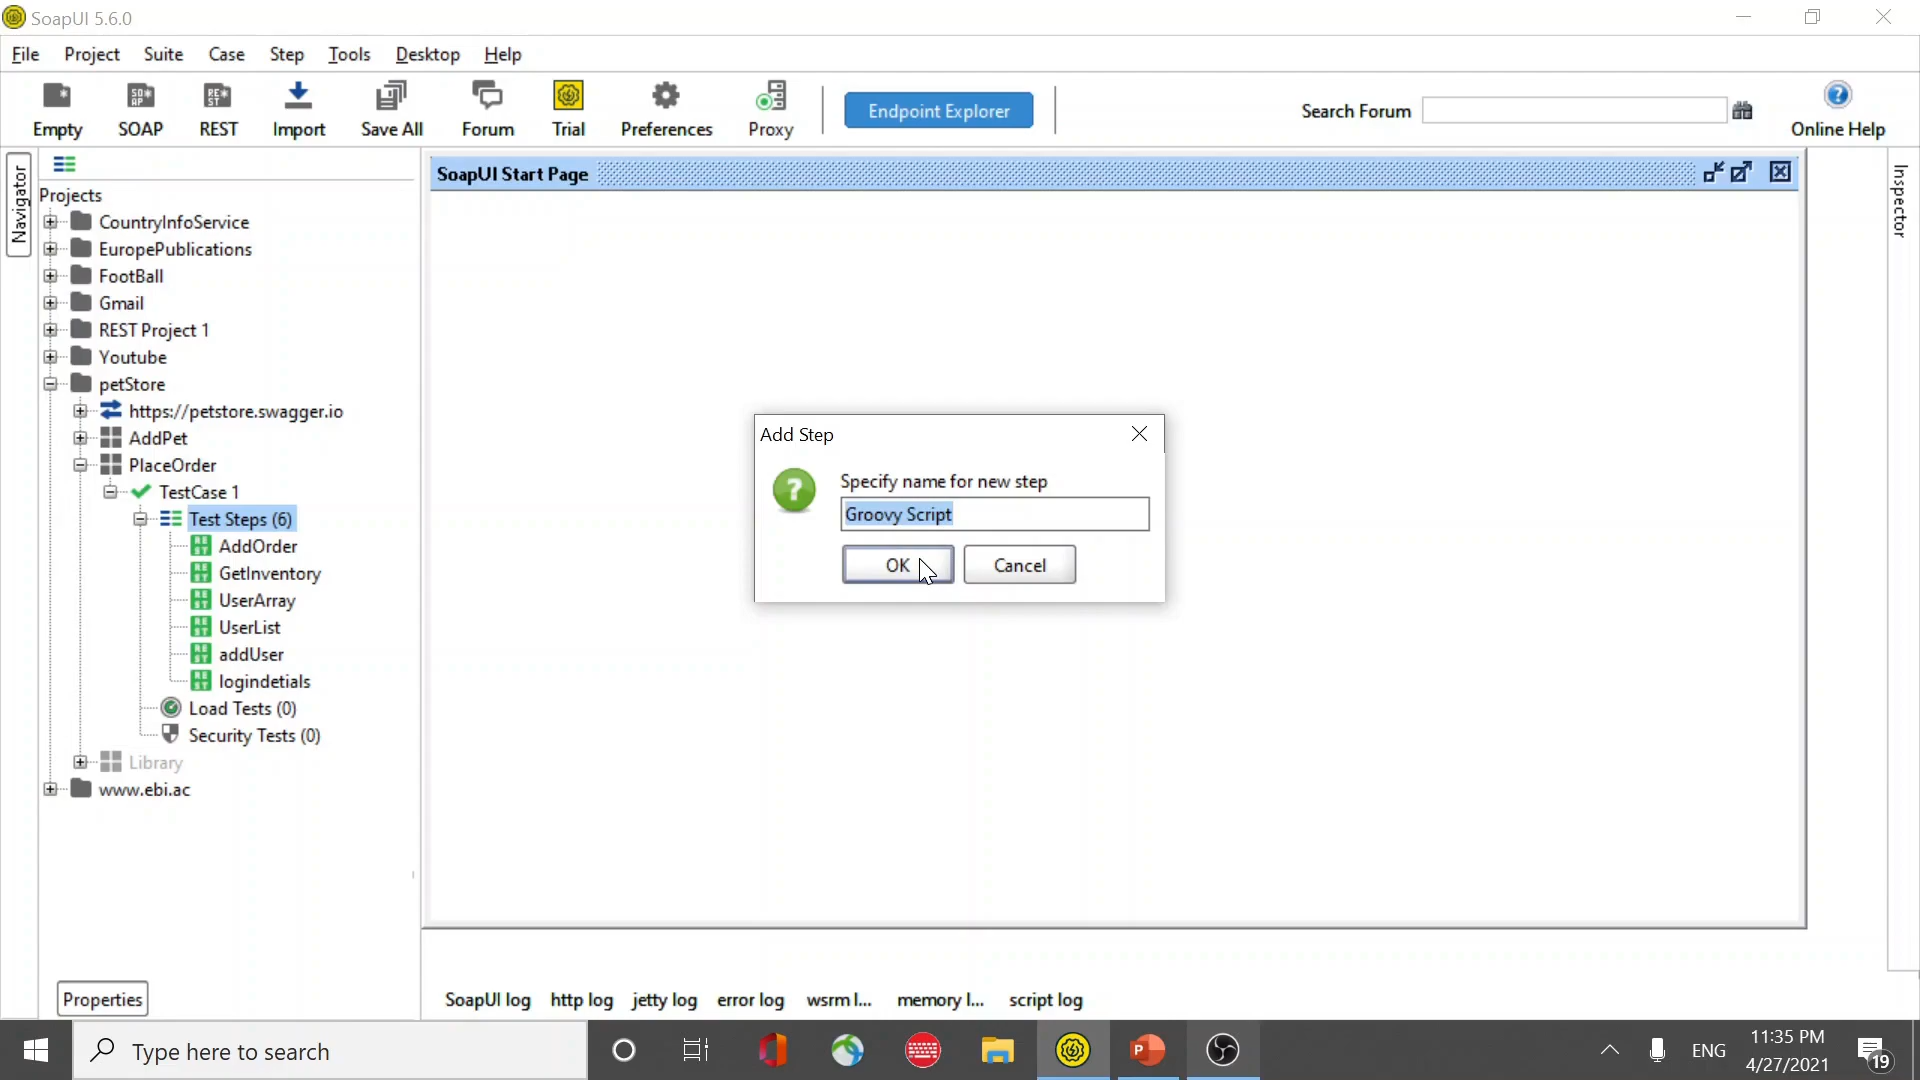 SoapUI 5.6.0
File Project Suite Case Step Tools Desktop Help
Empty SOAP REST Import Save All Forum Trial Preferences Proxy Endpoint Explorer Search Forum Online Help
Navigator
Inspector
SoapUI Start Page
Projects
CountryInfoService
EuropePublications
FootBall
Gmail
REST Project 1
Youtube
petStore
https://petstore.swagger.io
AddPet
PlaceOrder
TestCase 1
Test Steps (6)
AddOrder
GetInventory
UserArray
UserList
addUser
logindetials
Load Tests (0)
Security Tests (0)
Library
www.ebi.ac
Add Step
Specify name for new step
Groovy Script
OK Cancel
Properties
SoapUI log http log jetty log error log wsrm l... memory l... script log
Type here to search
ENG
11:35 PM
4/27/2021
19